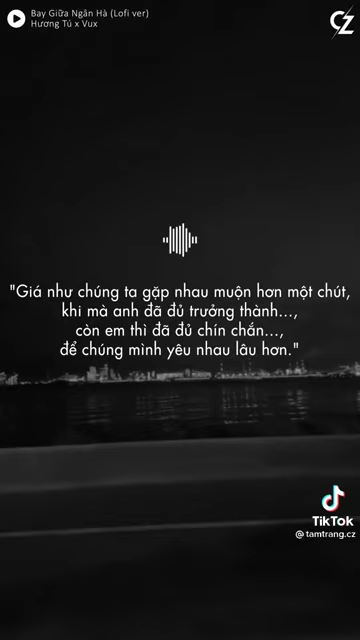 Bay Giữa Ngân Hà (Lofi ver)
Hương Tú x Vux
CZ
"Giá như chúng ta gặp nhau muộn hơn một chút,
khi mà anh đã đủ trưởng thành...,
còn em thì đã đủ chín chắn...,
để chúng mình yêu nhau lâu hơn."
TikTok
@tamtrang.cz